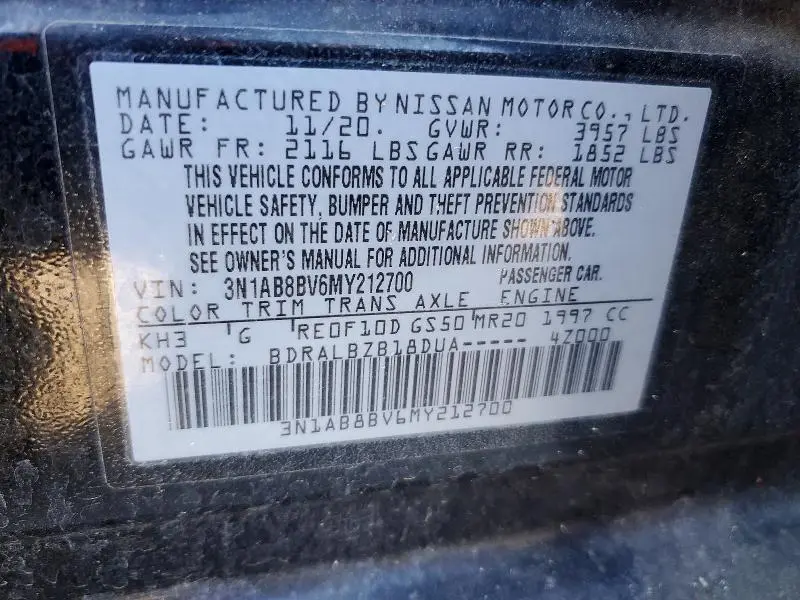 MANUFACTURED BY NISSAN MOTOR CO., LTD.
DATE: 11/20. GVWR: 3957 LBS
GAWR FR: 2116 LBS GAWR RR: 1852 LBS
THIS VEHICLE CONFORMS TO ALL APPLICABLE FEDERAL MOTOR
VEHICLE SAFETY, BUMPER AND THEFT PREVENTION STANDARDS
IN EFFECT ON THE DATE OF MANUFACTURE SHOWN ABOVE.
SEE OWNER'S MANUAL FOR ADDITIONAL INFORMATION.
VIN: 3N1AB8BV6MY212700 PASSENGER CAR.
COLOR TRIM TRANS AXLE ENGINE
KH3 'G RE0F10D GS50 MR20 1997 CC
MODEL: BDRALBZB18DUA----- 4Z000
3N1AB8BV6MY212700